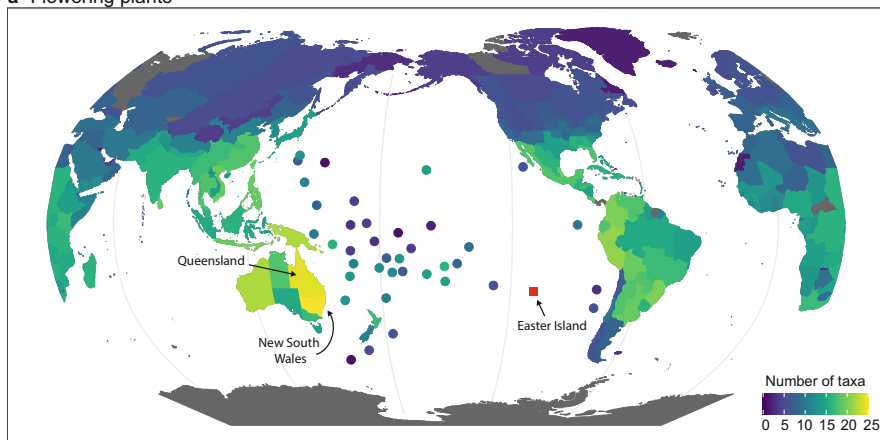 a Flowering plants
Queensland
New South
Wales
Easter Island
Number of taxa
0 5 10 15 20 25